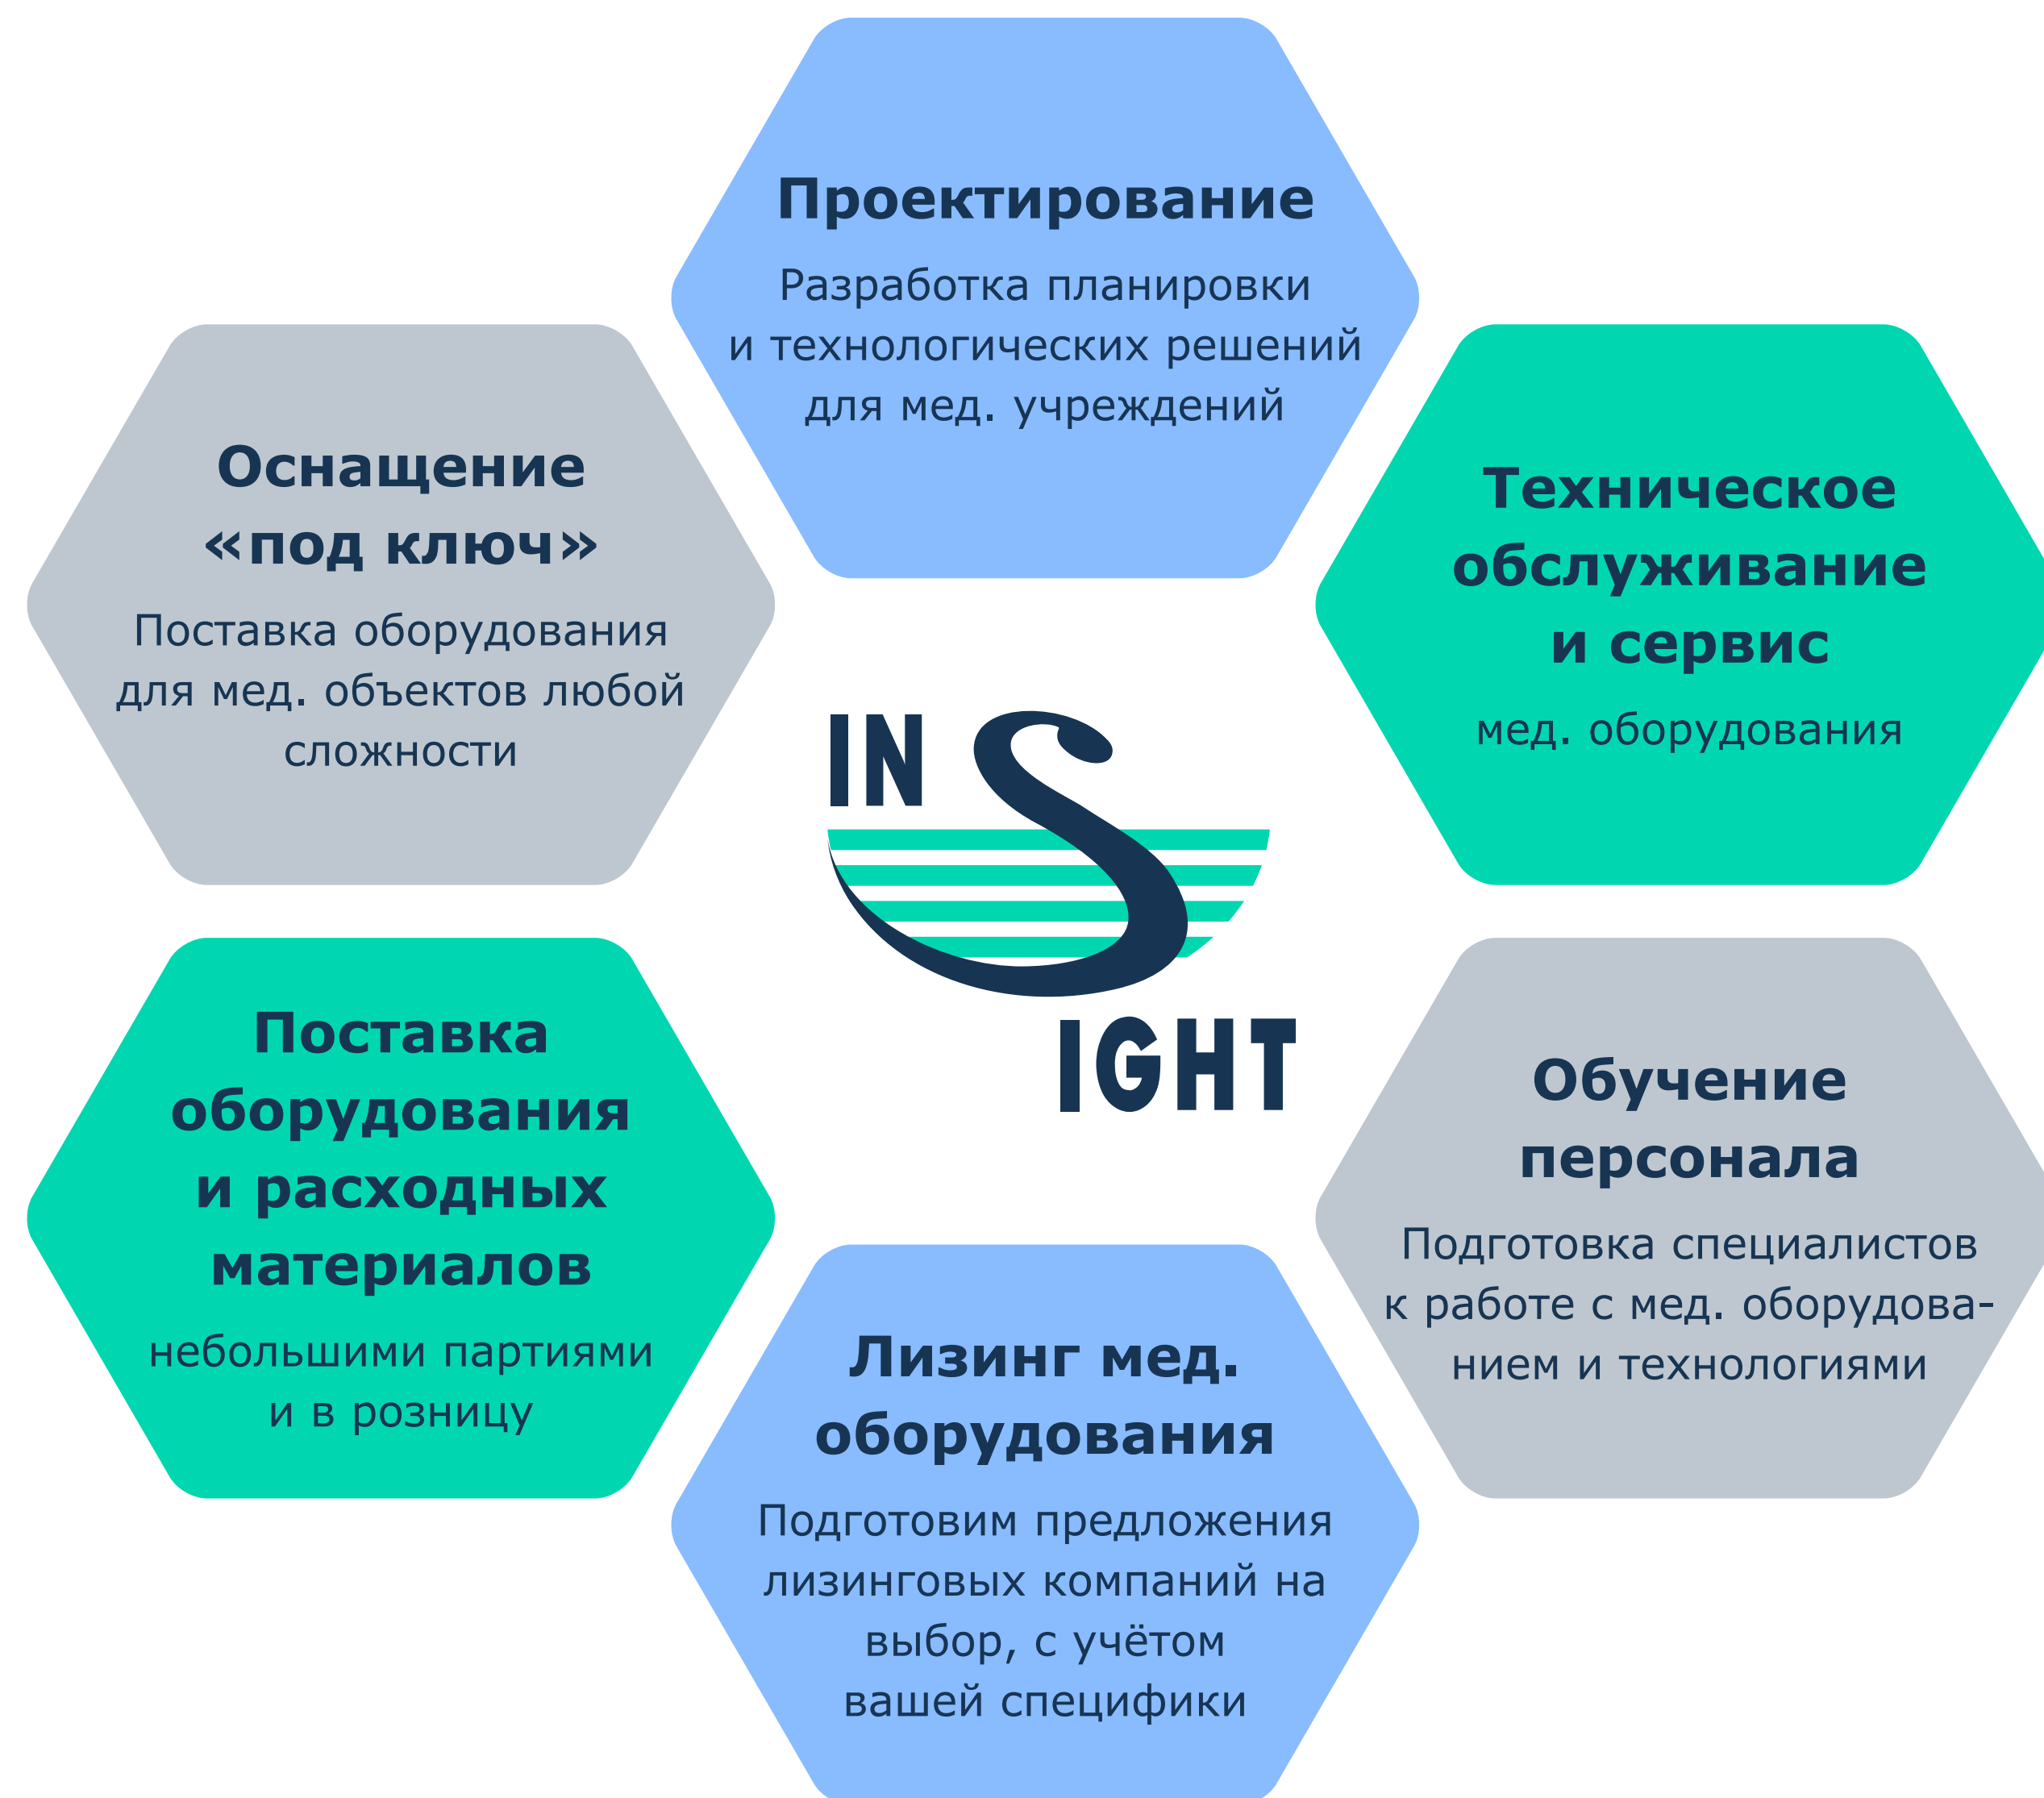 Проектирование
Разработка планировки
и технологических решений
для мед. учреждений
Оснащение
«под ключ»
Поставка оборудования
для мед. объектов любой
сложности
Техническое
обслуживание
и сервис
мед. оборудования
IN S
IGHT
Поставка
оборудования
и расходных
материалов
небольшими партиями
и в розницу
Обучение
персонала
Подготовка специалистов
к работе с мед. оборудова-
нием и технологиями
Лизинг мед.
оборудования
Подготовим предложения
лизинговых компаний на
выбор, с учётом
вашей специфики